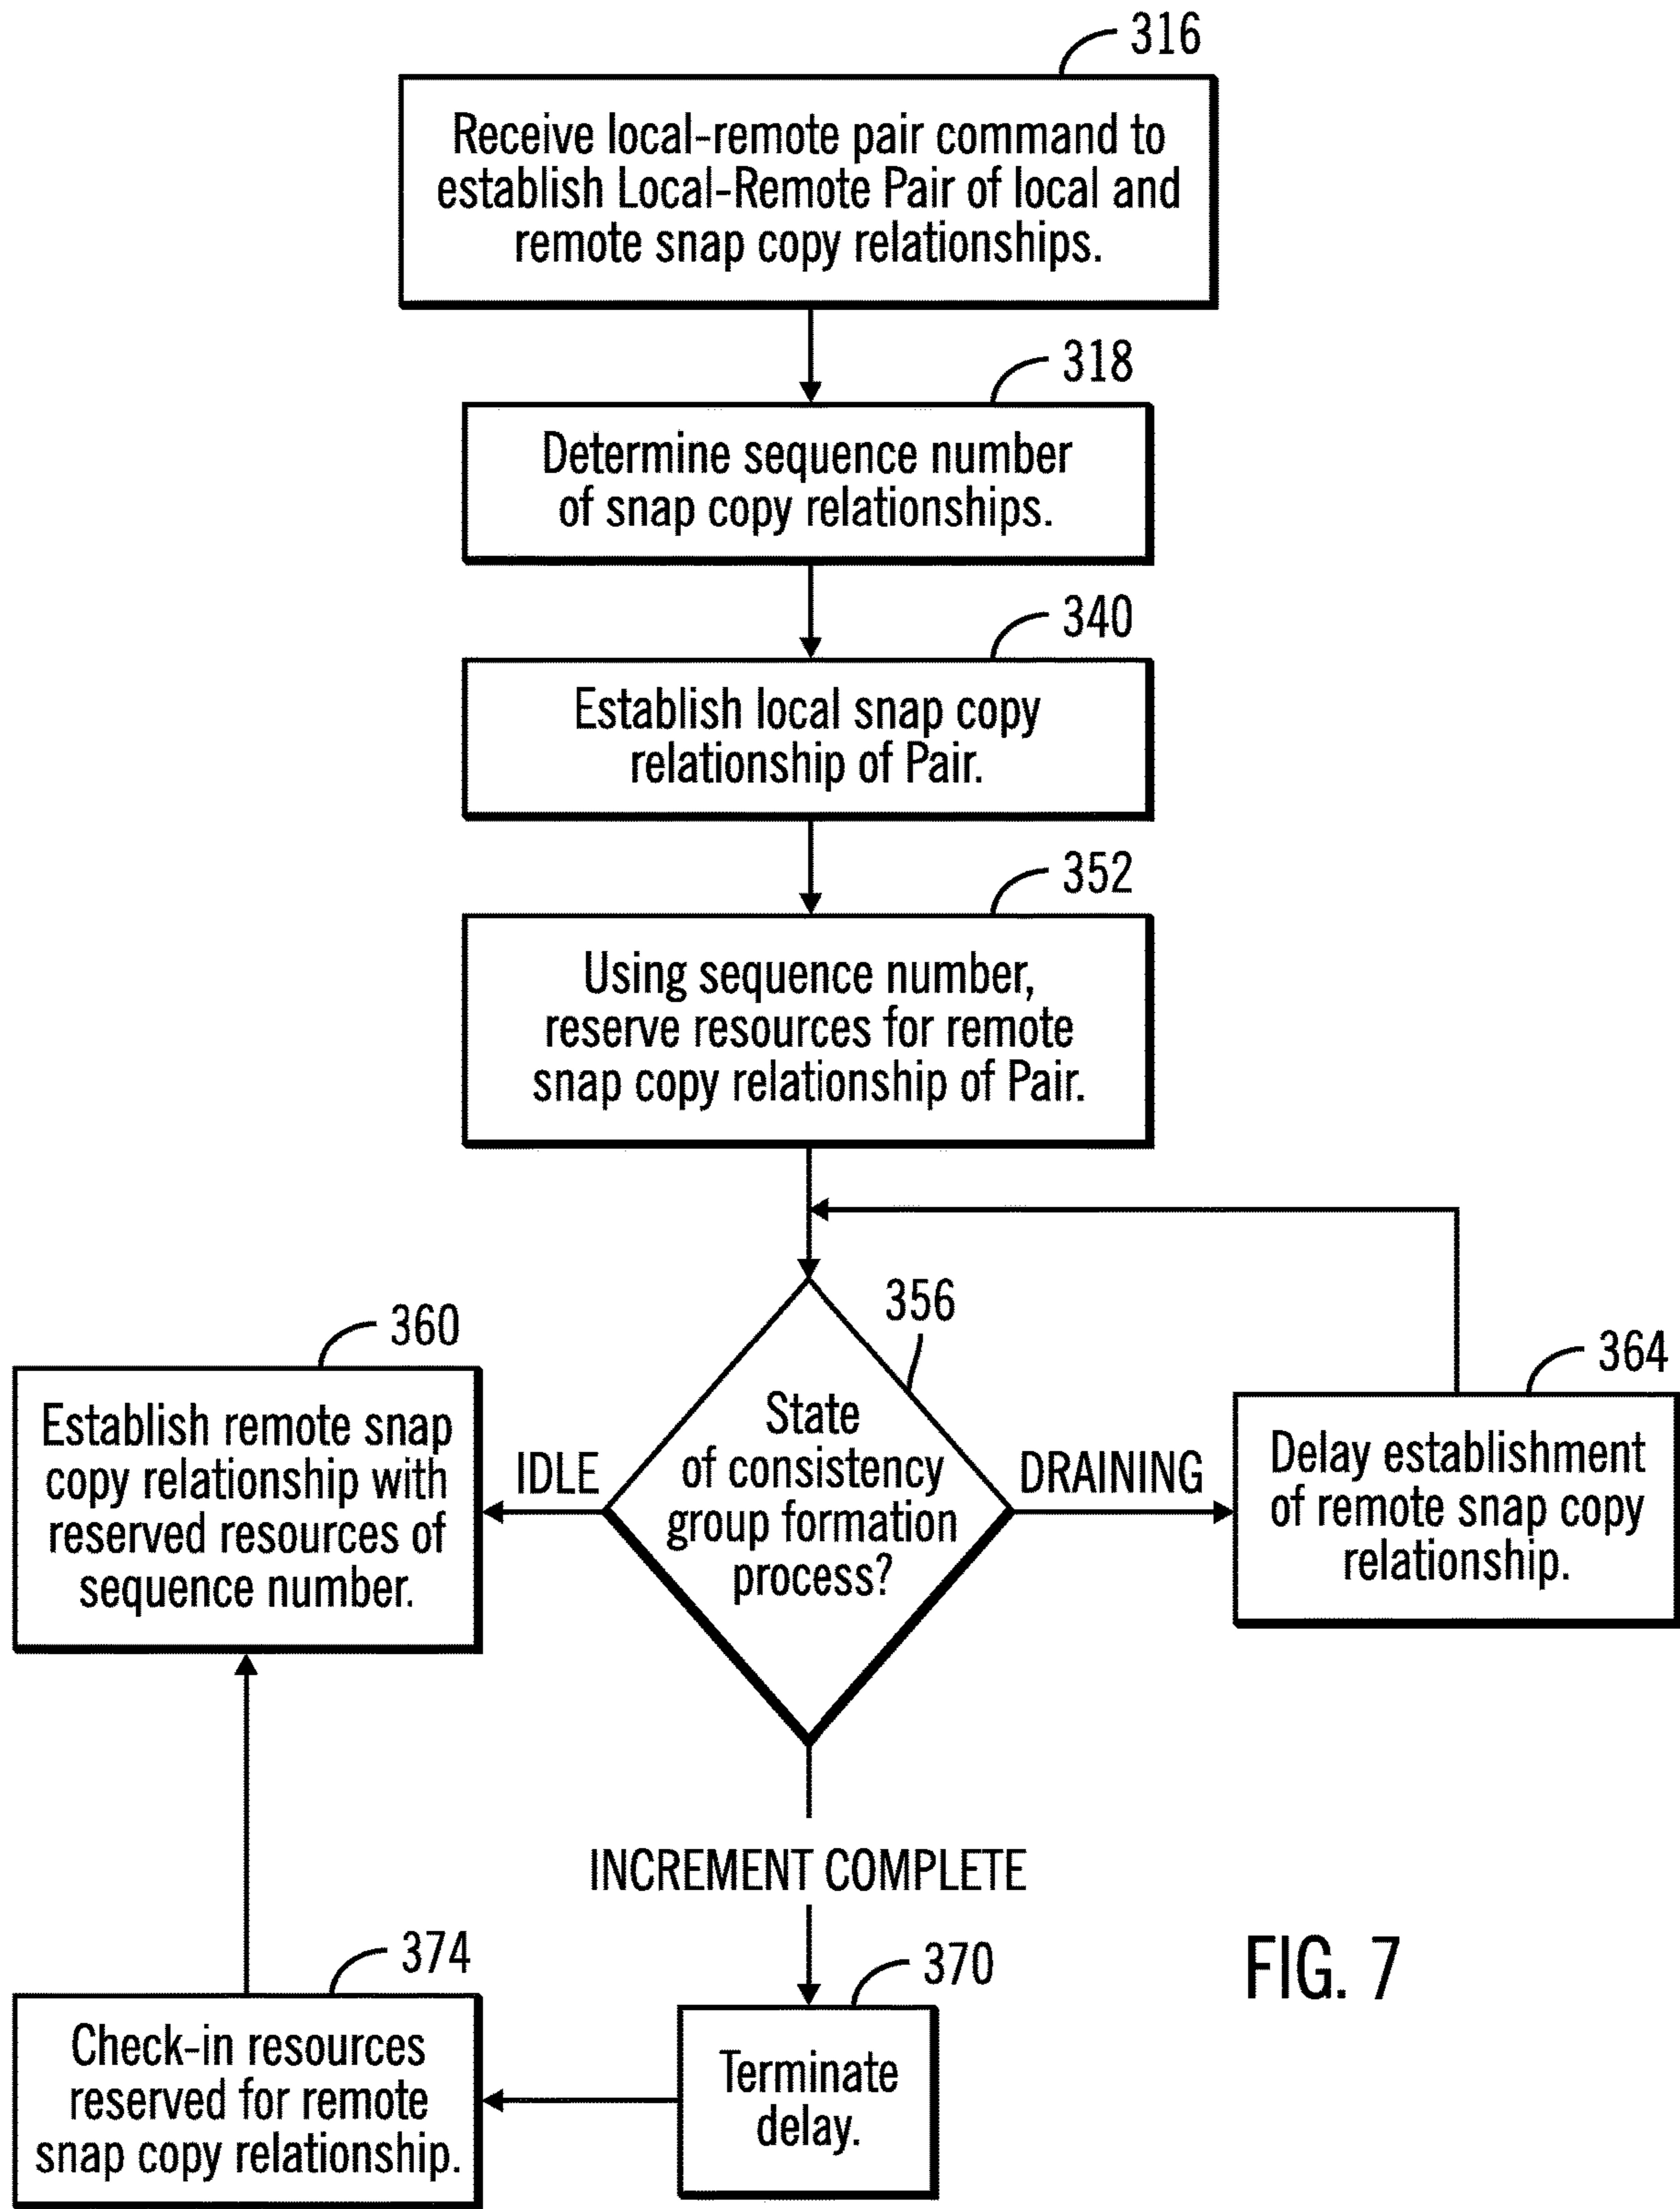 316
Receive local-remote pair command to
establish Local-Remote Pair of local and
remote snap copy relationships.
318
Determine sequence number
of snap copy relationships.
340
Establish local snap copy
relationship of Pair.
352
Using sequence number,
reserve resources for remote
snap copy relationship of Pair.
356
State
of consistency
group formation
process?
IDLE
360
Establish remote snap
copy relationship with
reserved resources of
sequence number.
DRAINING
364
Delay establishment
of remote snap copy
relationship.
INCREMENT COMPLETE
370
Terminate
delay.
374
Check-in resources
reserved for remote
snap copy relationship.
FIG. 7